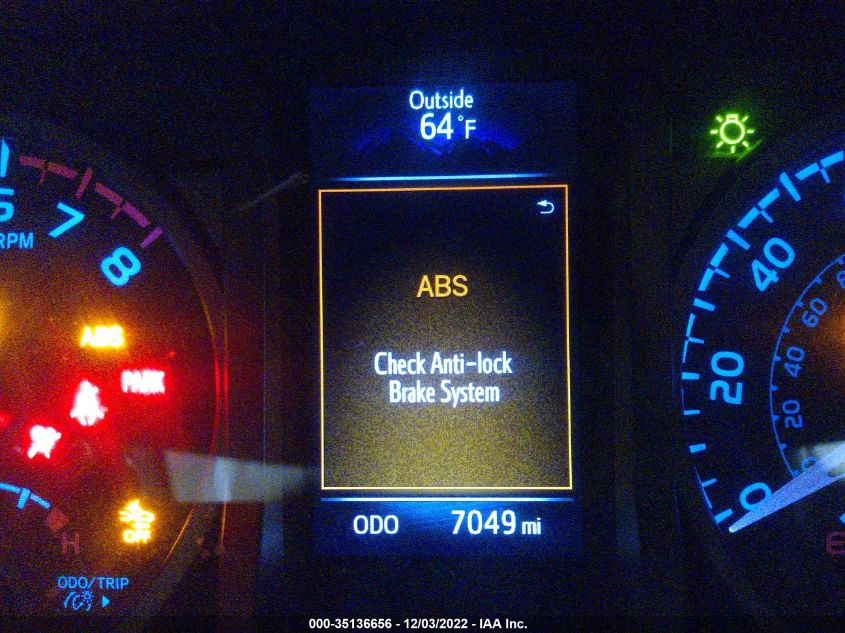 Outside
64°F
5
7
RPM
8
ABS
PARK
OFF
H
ODO/TRIP
ABS
Check Anti-lock
Brake System
ODO 7049 mi
40
20
0
60
40
20
E
000-35136656 - 12/03/2022 - IAA Inc.